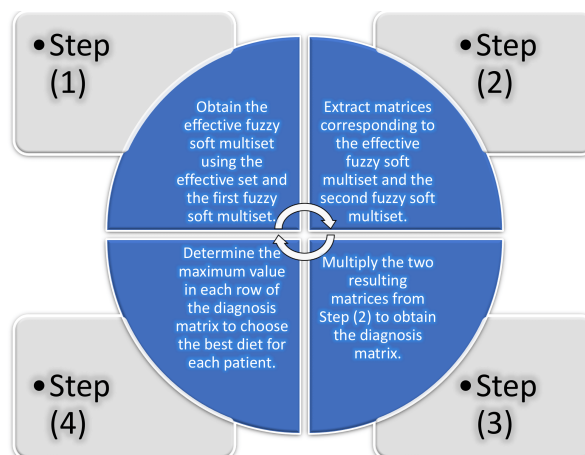 •Step
(1)
Obtain the
effective fuzzy
soft multiset
using the
effective set and
the first fuzzy
soft multiset.
•Step
(2)
Extract matrices
corresponding to
the effective
fuzzy soft
multiset and the
second fuzzy soft
multiset.
•Step
(3)
Multiply the two
resulting
matrices from
Step (2) to obtain
the diagnosis
matrix.
•Step
(4)
Determine the
maximum value
in each row of
the diagnosis
matrix to choose
the best diet for
each patient.